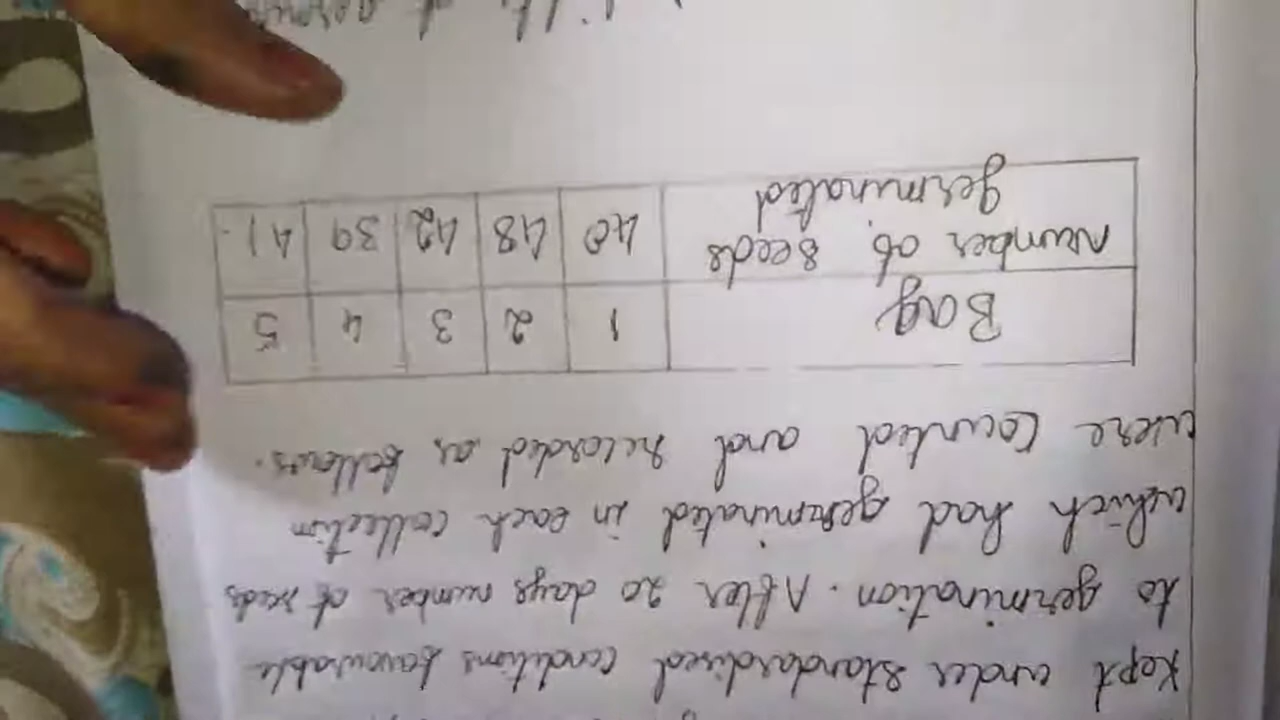 kept under standardised conditions favourable
to germination. After 20 days number of seeds
which had germinated in each collection
were counted and recorded as follows.
Bag 1 2 3 4 5
Number of seeds germinated 40 48 42 39 41
of